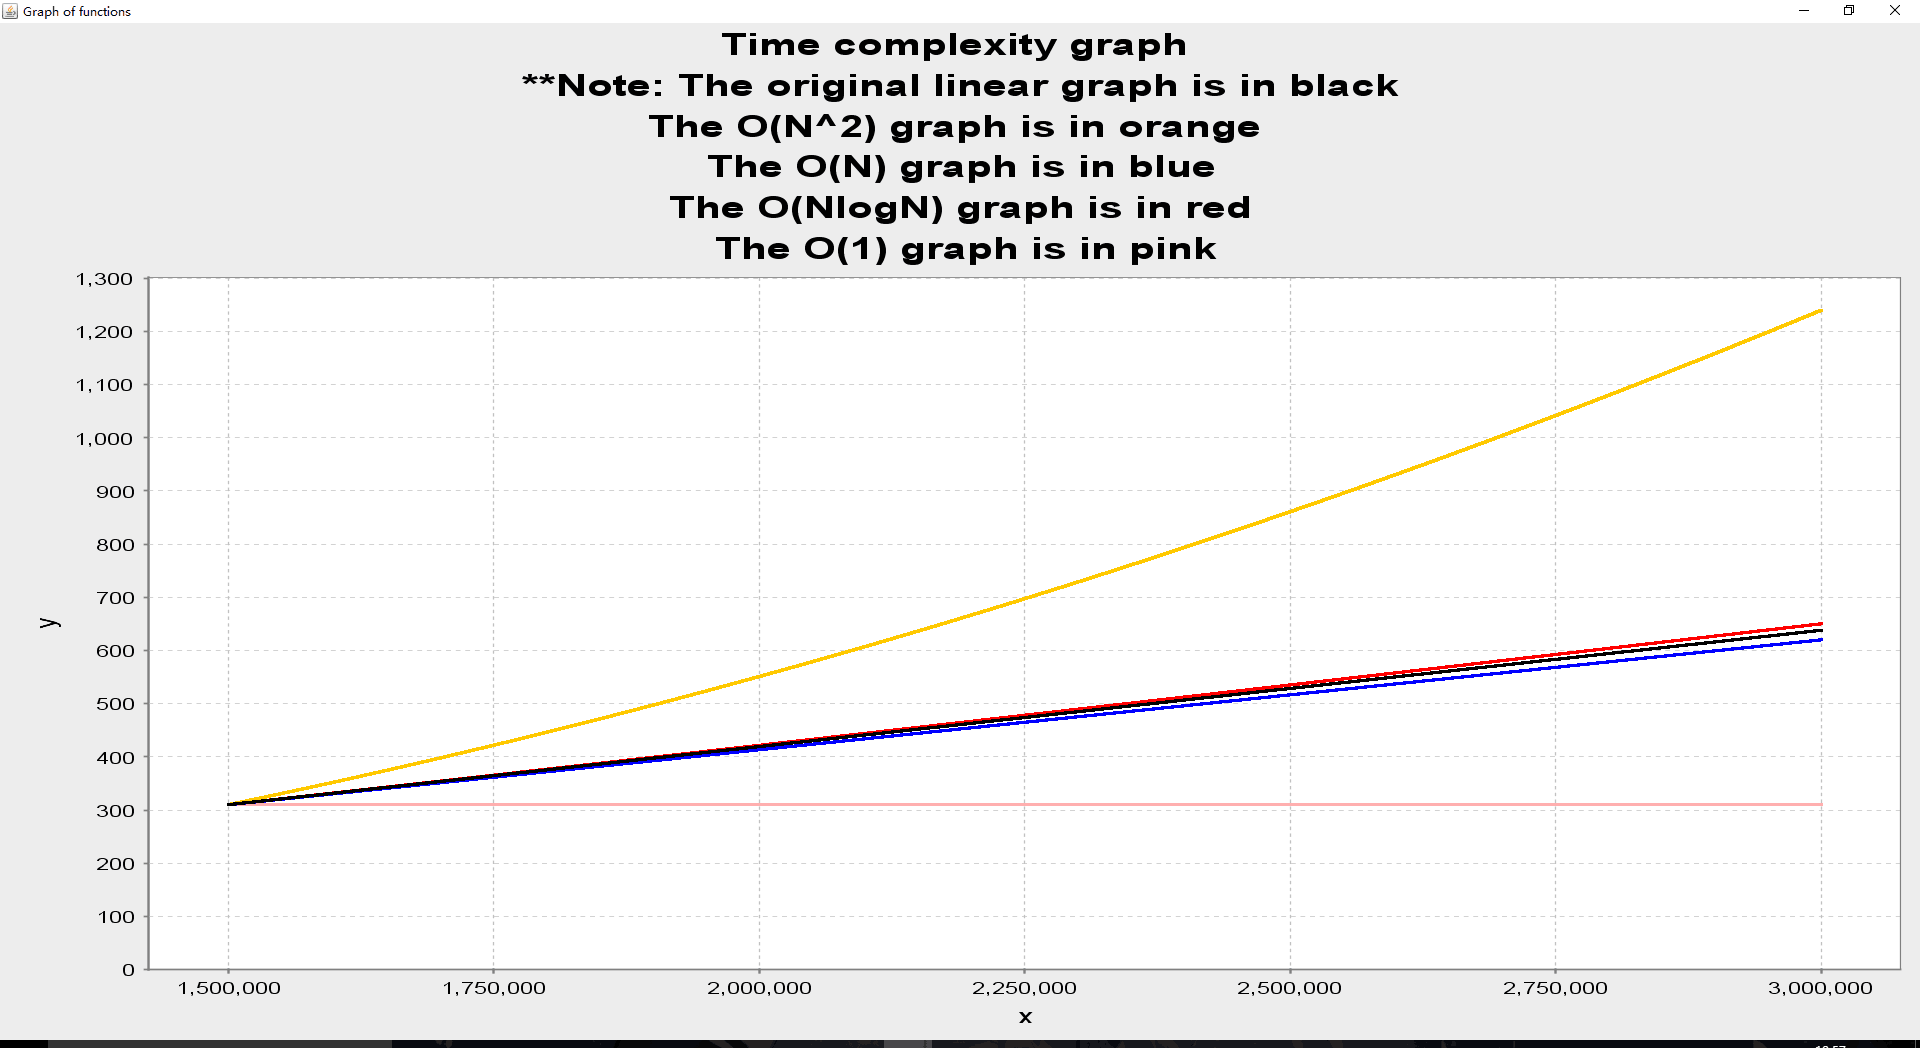 Graph of functions
Time complexity graph
**Note: The original linear graph is in black
The O(N^2) graph is in orange
The O(N) graph is in blue
The O(NlogN) graph is in red
The O(1) graph is in pink
1,300
1,200
1,100
1,000
900
800
700
600
500
400
300
200
100
0
y
1,500,000 1,750,000 2,000,000 2,250,000 2,500,000 2,750,000 3,000,000
x